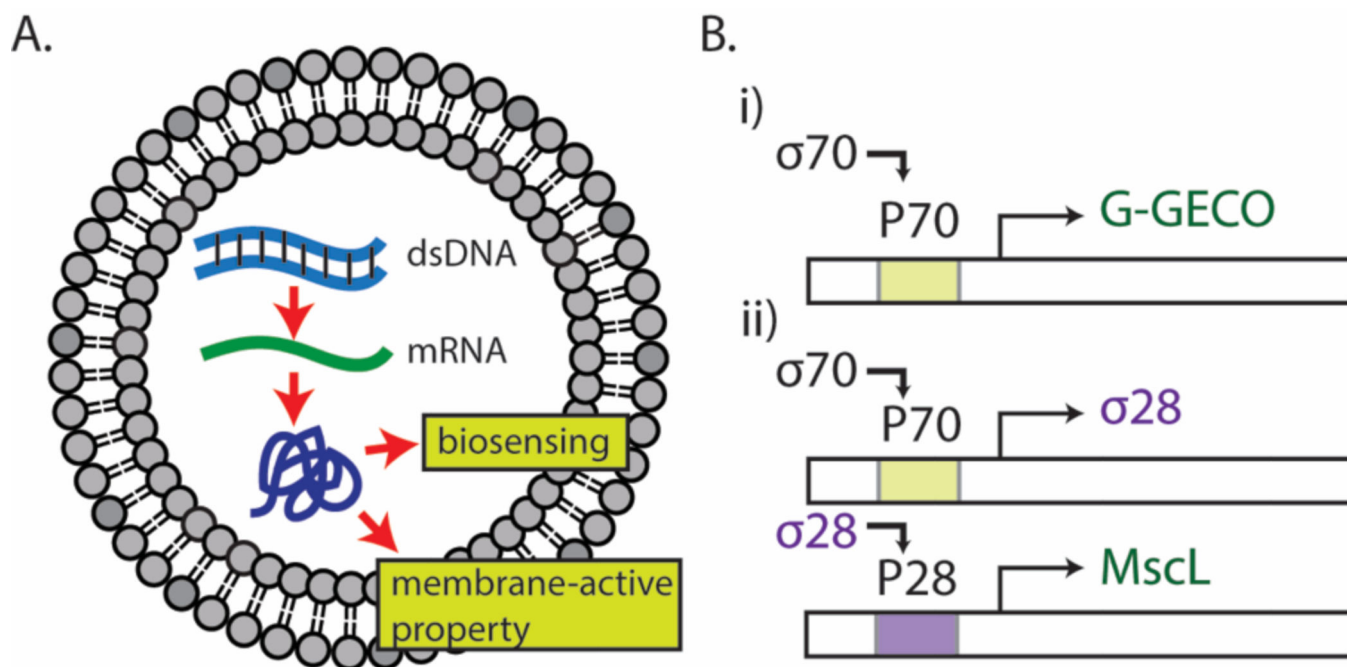 A.
dsDNA
mRNA
biosensing
membrane-active
property
B.
i)
σ70
P70
G-GECO
ii)
σ70
P70
σ28
σ28
P28
MscL